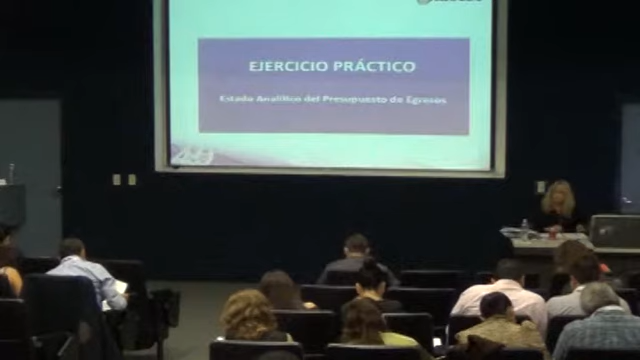 EJERCICIO PRÁCTICO
Estado Analítico del Presupuesto de Egresos